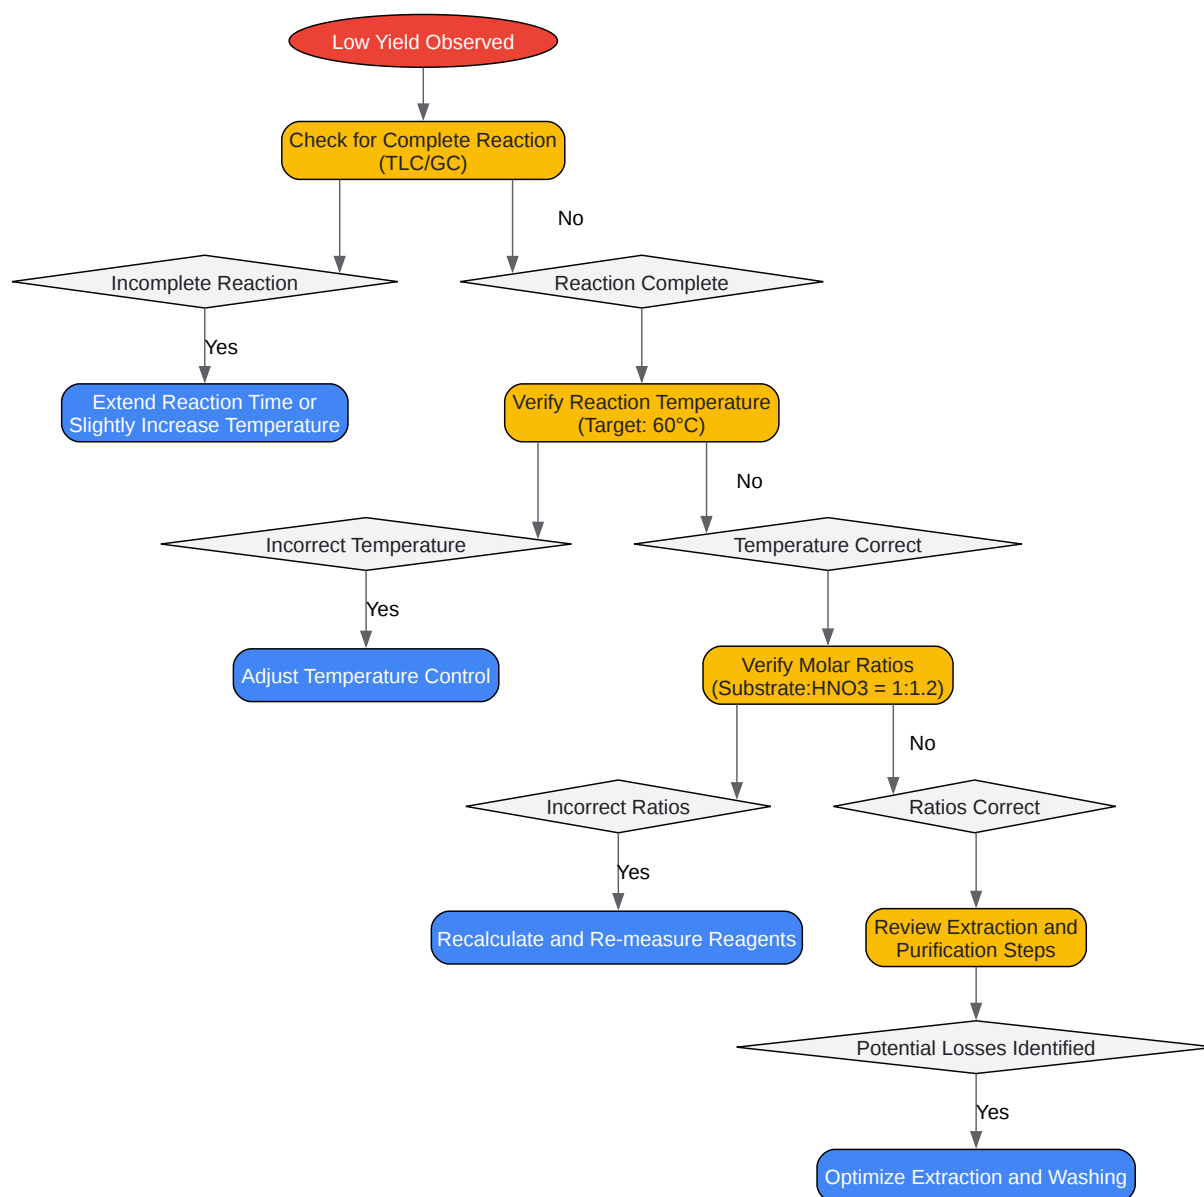 Low Yield Observed
Check for Complete Reaction
(TLC/GC)
No
Incomplete Reaction
Reaction Complete
Yes
Extend Reaction Time or
Slightly Increase Temperature
Verify Reaction Temperature
(Target: 60°C)
No
Incorrect Temperature
Temperature Correct
Yes
Adjust Temperature Control
Verify Molar Ratios
(Substrate:HNO3 = 1:1.2)
No
Incorrect Ratios
Ratios Correct
Yes
Recalculate and Re-measure Reagents
Review Extraction and
Purification Steps
Potential Losses Identified
Yes
Optimize Extraction and Washing